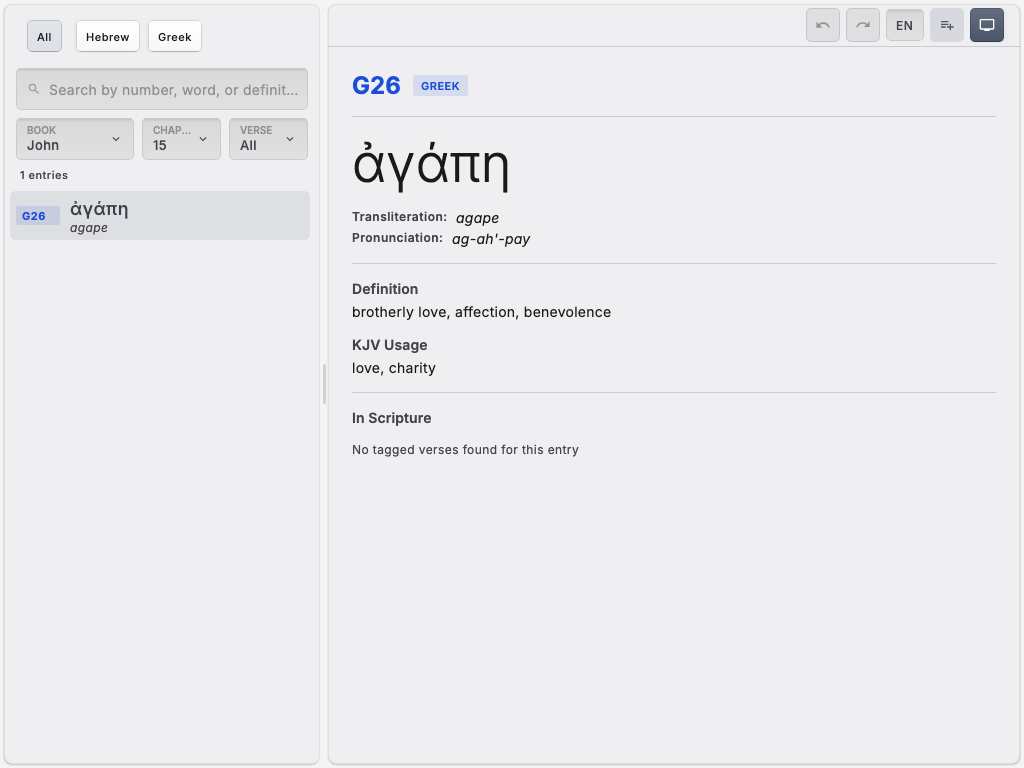 All
Hebrew
Greek
Search by number, word, or definit...
BOOK
John
CHAP...
15
VERSE
All
1 entries
G26
ἀγάπη
agape
EN
G26
GREEK
ἀγάπη
Transliteration: agape
Pronunciation: ag-ah'-pay
Definition
brotherly love, affection, benevolence
KJV Usage
love, charity
In Scripture
No tagged verses found for this entry